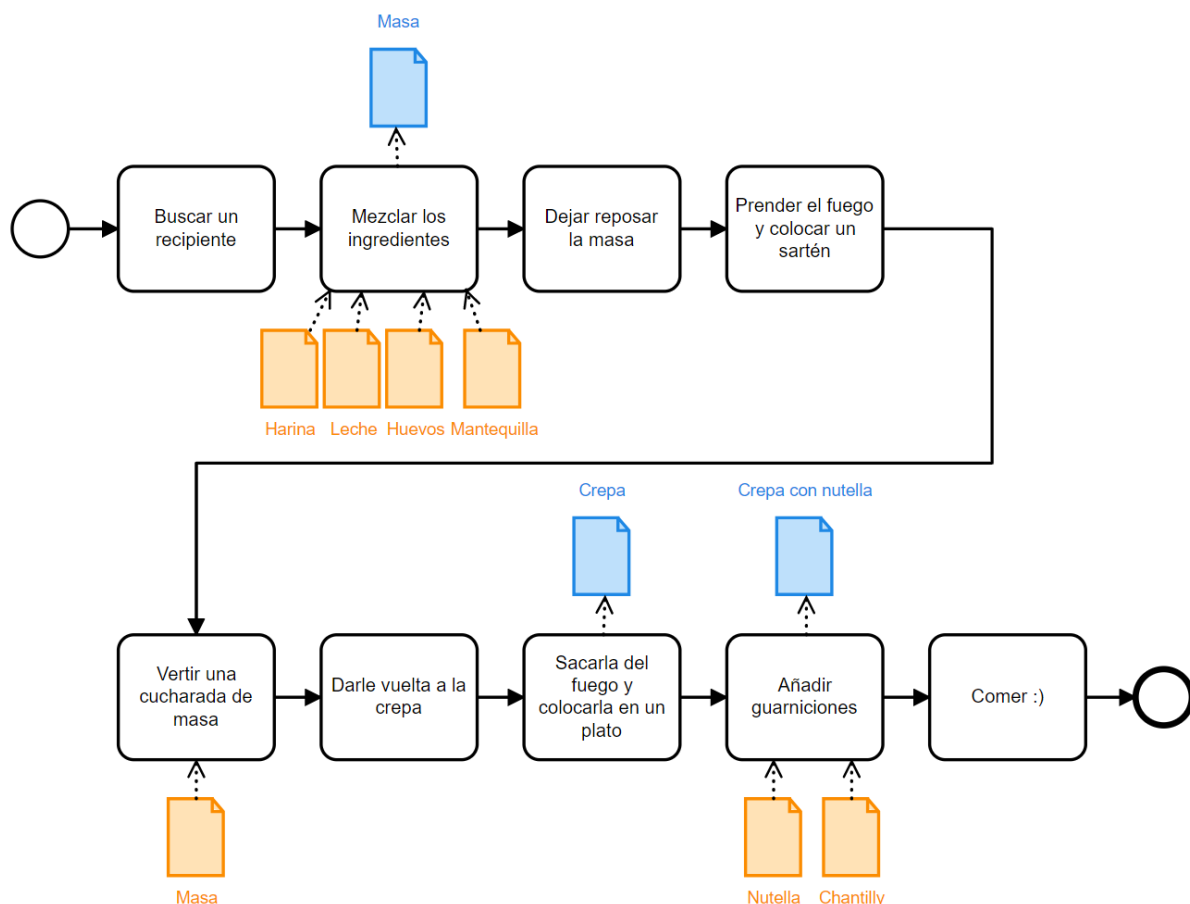 Masa
Buscar un
recipiente
Mezclar los
ingredientes
Dejar reposar
la masa
Prender el fuego
y colocar un
sartén
Harina
Leche
Huevos
Mantequilla
Crepa
Crepa con nutella
Vertir una
cucharada de
masa
Darle vuelta a la
crepa
Sacarla del
fuego y
colocarla en un
plato
Añadir
guarniciones
Comer :)
Masa
Nutella
Chantilly